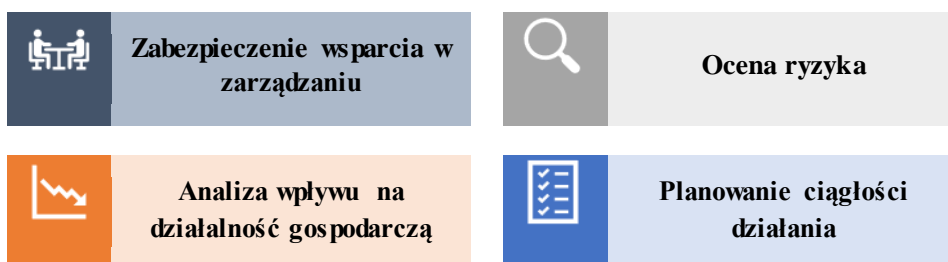 Zabezpieczenie wsparcia w
zarządzaniu
Ocena ryzyka
Analiza wpływu na
działalność gospodarczą
Planowanie ciągłości
działania